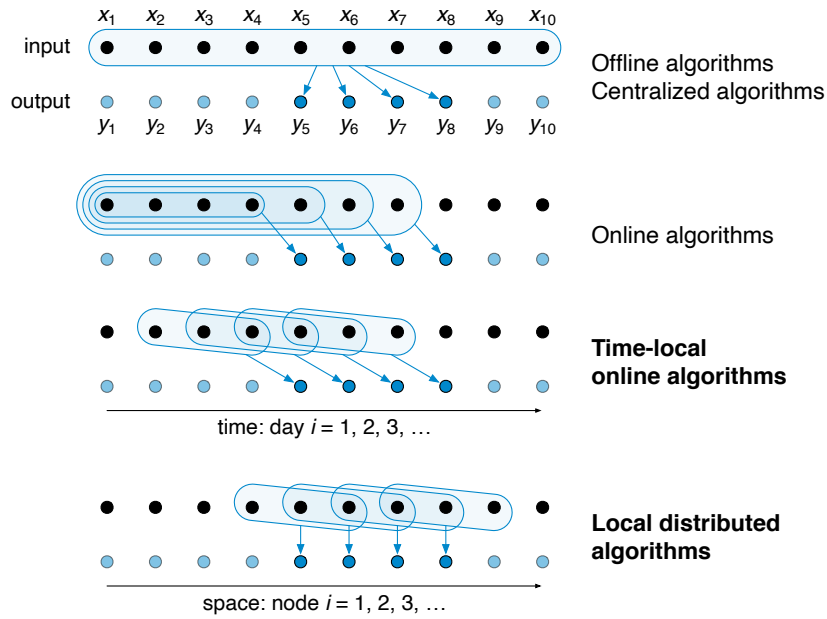 x1 x2 x3 x4 x5 x6 x7 x8 x9 x10
input
Offline algorithms
Centralized algorithms
output
y1 y2 y3 y4 y5 y6 y7 y8 y9 y10
Online algorithms
Time-local
online algorithms
time: day i = 1, 2, 3, …
Local distributed
algorithms
space: node i = 1, 2, 3, …